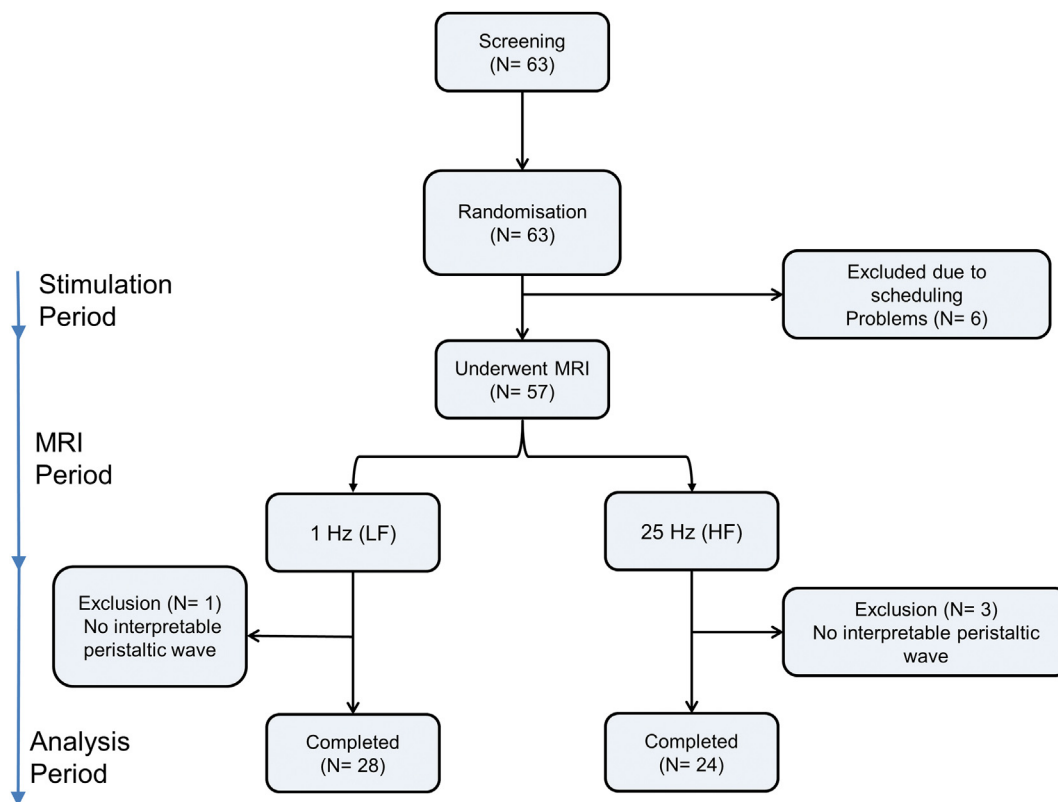 Screening
(N= 63)
Randomisation
(N= 63)
Stimulation
Period
Excluded due to
scheduling
Problems (N= 6)
Underwent MRI
(N= 57)
MRI
Period
1 Hz (LF)
25 Hz (HF)
Exclusion (N= 1)
No interpretable
peristaltic wave
Exclusion (N= 3)
No interpretable peristaltic
wave
Analysis
Period
Completed
(N= 28)
Completed
(N= 24)